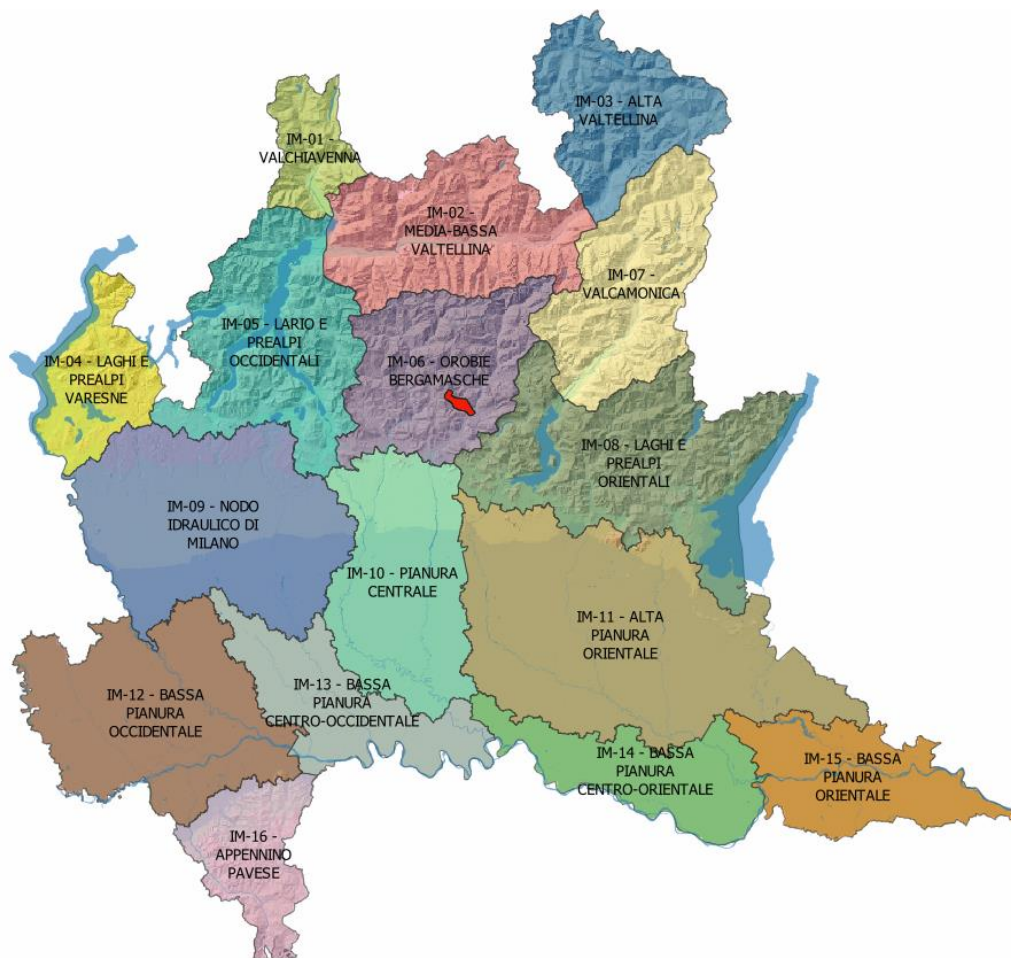 IM-03 - ALTA
VALTELLINA
IM-01 -
VALCHIAVENNA
IM-02 -
MEDIA-BASSA
VALTELLINA
IM-07 -
VALCAMONICA
IM-05 - LARIO E
PREALPI
OCCIDENTALI
IM-04 - LAGHI E
PREALPI
VARESNE
IM-06 - OROBIE
BERGAMASCHE
IM-08 - LAGHI E
PREALPI
ORIENTALI
IM-09 - NODO
IDRAULICO DI
MILANO
IM-10 - PIANURA
CENTRALE
IM-11 - ALTA
PIANURA
ORIENTALE
IM-12 - BASSA
PIANURA
OCCIDENTALE
IM-13 - BASSA
PIANURA
CENTRO-OCCIDENTALE
IM-14 - BASSA
PIANURA
CENTRO-ORIENTALE
IM-15 - BASSA
PIANURA
ORIENTALE
IM-16 -
APPENNINO
PAVESE